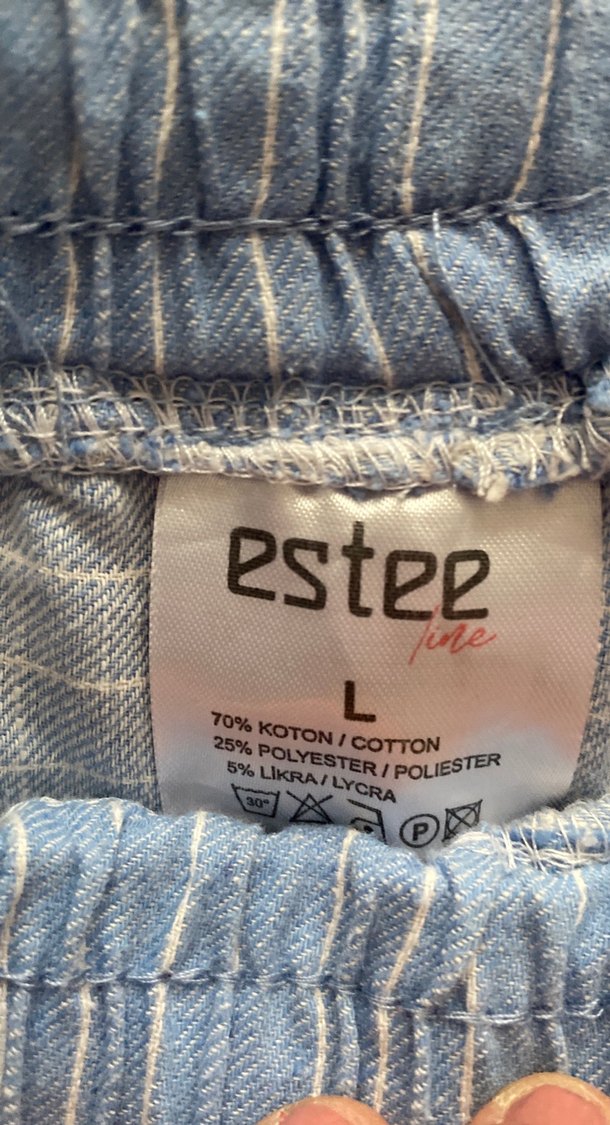 estee
line
L
70% KOTON / COTTON
25% POLYESTER / POLIESTER
5% LİKRA / LYCRA
30°
P